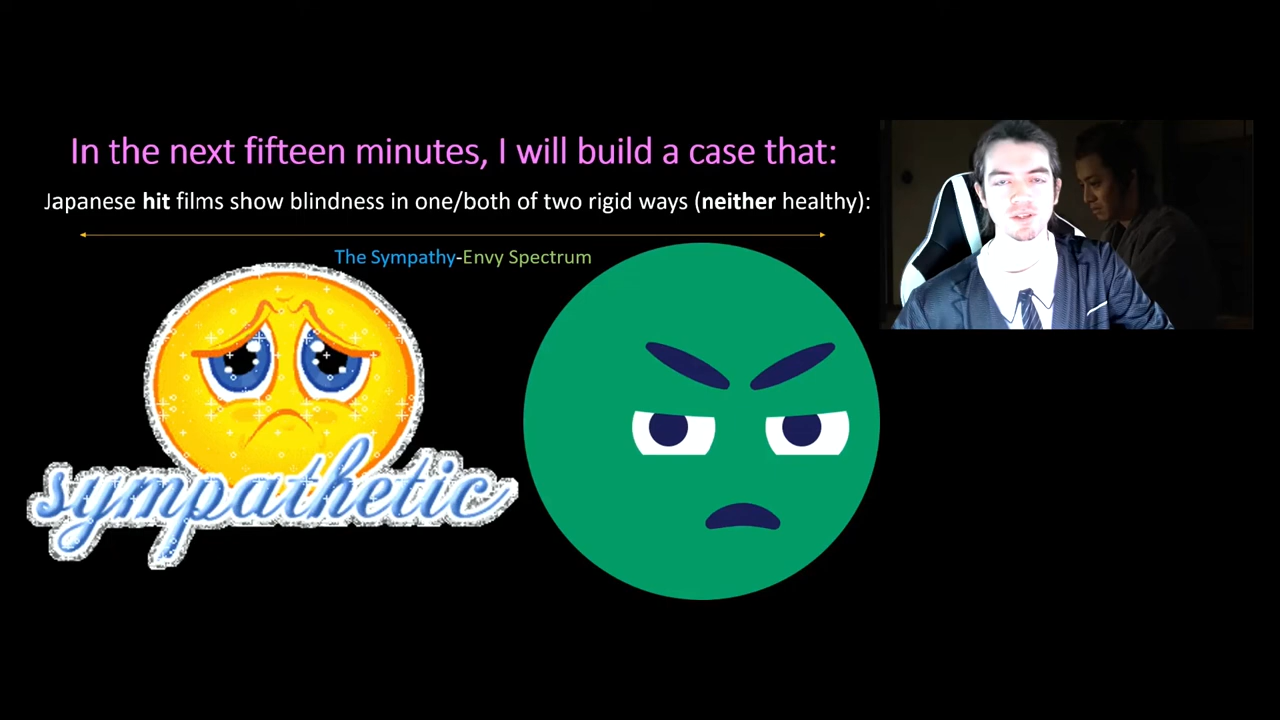 In the next fifteen minutes, I will build a case that:
Japanese hit films show blindness in one/both of two rigid ways (neither healthy):
The Sympathy-Envy Spectrum
sympathetic